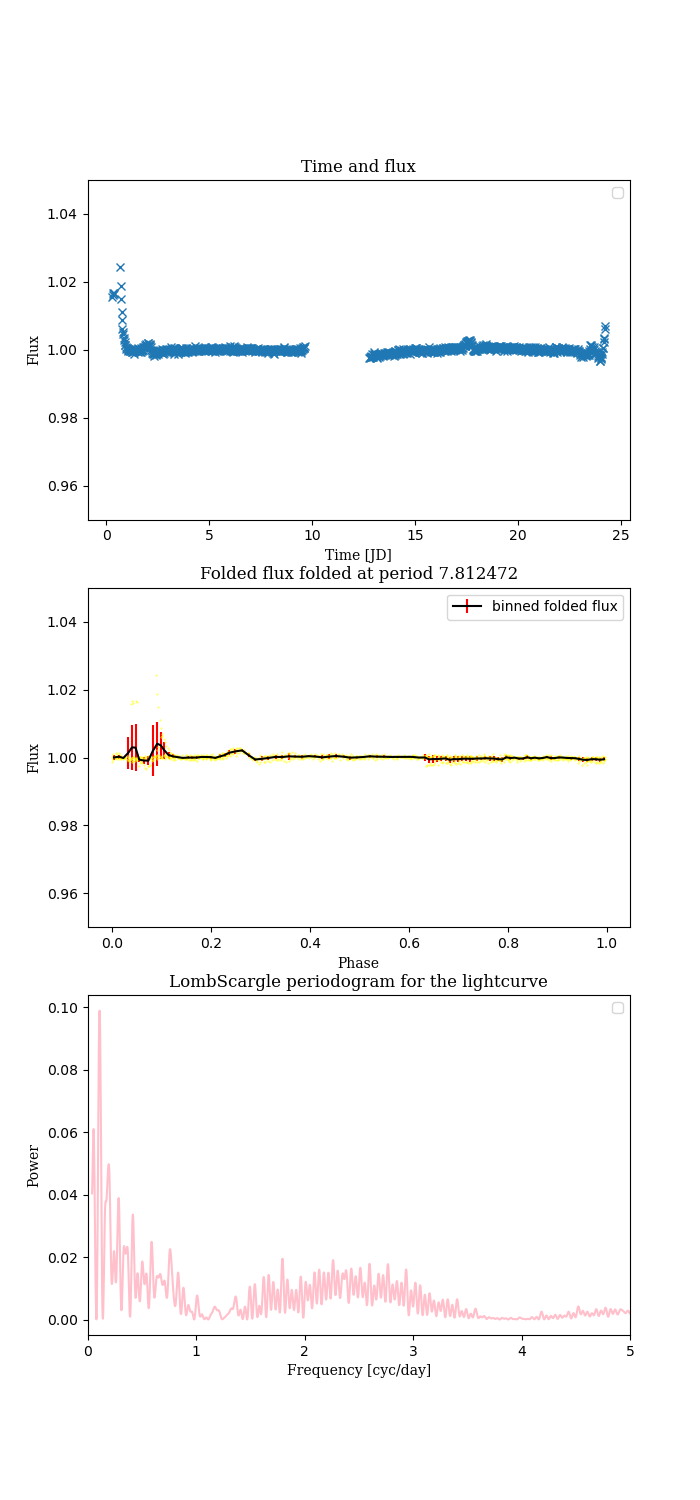 Time and flux
1.04
1.02
1.00
0.98
0.96
Flux
0 5 10 15 20 25
Time [JD]
Folded flux folded at period 7.812472
binned folded flux
1.04
1.02
1.00
0.98
0.96
Flux
0.0 0.2 0.4 0.6 0.8 1.0
Phase
LombScargle periodogram for the lightcurve
0.10
0.08
0.06
0.04
0.02
0.00
Power
0 1 2 3 4 5
Frequency [cyc/day]